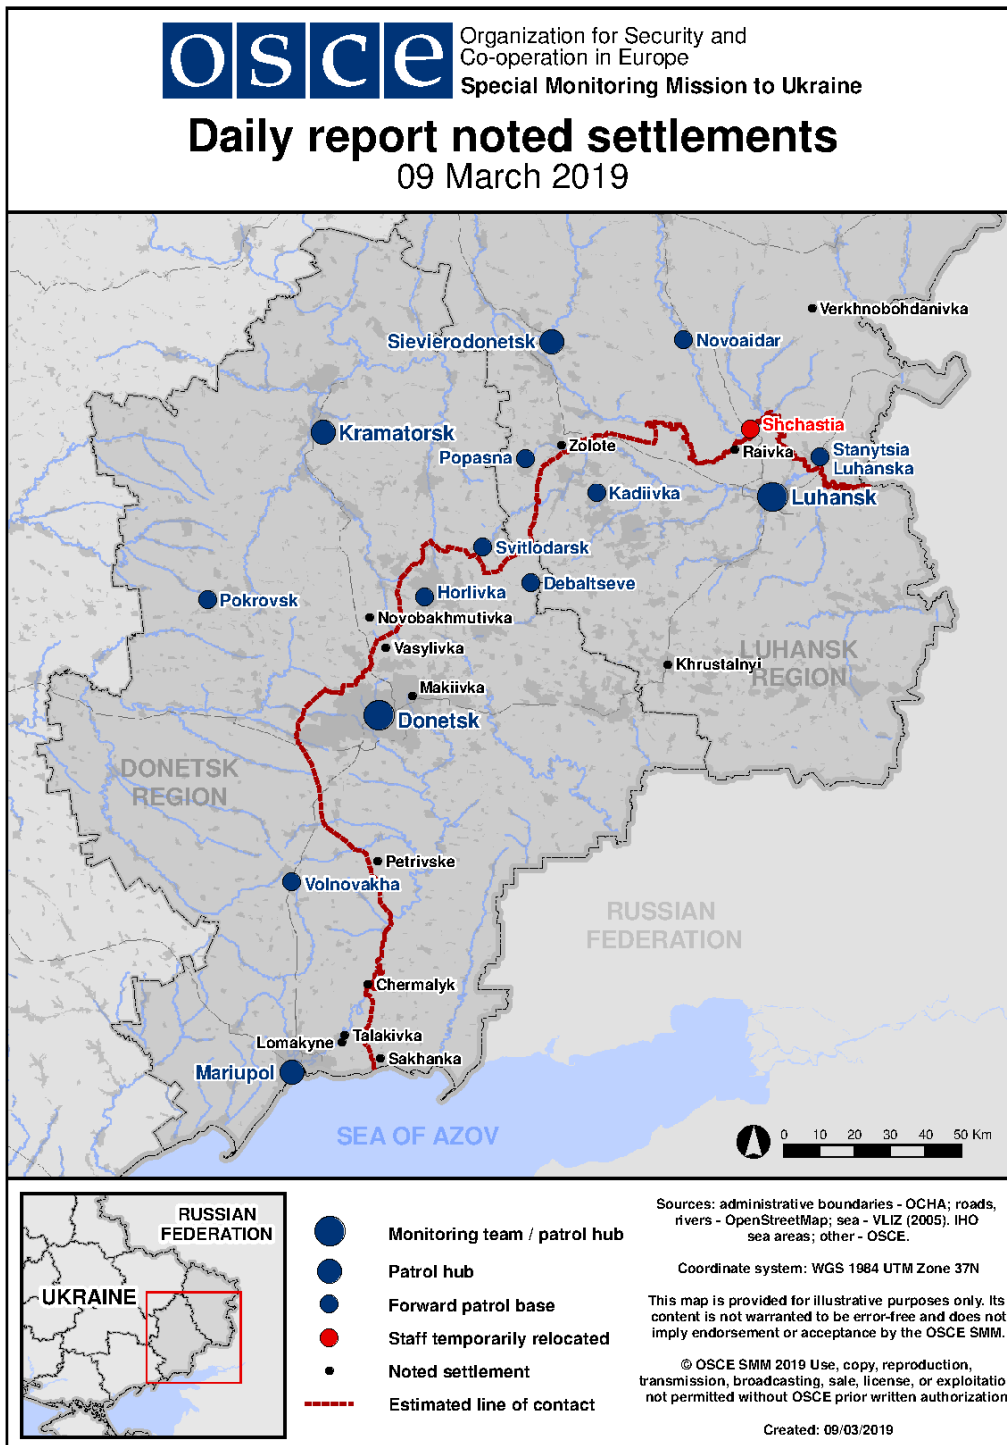 osce
Organization for Security and
Co-operation in Europe
Special Monitoring Mission to Ukraine
Daily report noted settlements
09 March 2019
Verkhnobohdanivka
Sievierodonetsk
Novoaidar
Shchastia
Kramatorsk
Zolote
Raivka
Stanytsia
Luhanska
Popasna
Kadiivka
Luhansk
Svitlodarsk
Debaltseve
Horlivka
Pokrovsk
Novobakhmutivka
Vasylivka
Khrustalnyi
LUHANSK
REGION
Makiivka
Donetsk
DONETSK
REGION
Petrivske
Volnovakha
RUSSIAN
FEDERATION
Chermalyk
Talakivka
Lomakyne
Sakhanka
Mariupol
SEA OF AZOV
0 10 20 30 40 50 Km
RUSSIAN
FEDERATION
UKRAINE
Monitoring team / patrol hub
Patrol hub
Forward patrol base
Staff temporarily relocated
Noted settlement
Estimated line of contact
Sources: administrative boundaries - OCHA; roads,
rivers - OpenStreetMap; sea - VLIZ (2005). IHO
sea areas; other - OSCE.
Coordinate system: WGS 1984 UTM Zone 37N
This map is provided for illustrative purposes only. Its
content is not warranted to be error-free and does not
imply endorsement or acceptance by the OSCE SMM.
© OSCE SMM 2019 Use, copy, reproduction,
transmission, broadcasting, sale, license, or exploitatio
not permitted without OSCE prior written authorization
Created: 09/03/2019